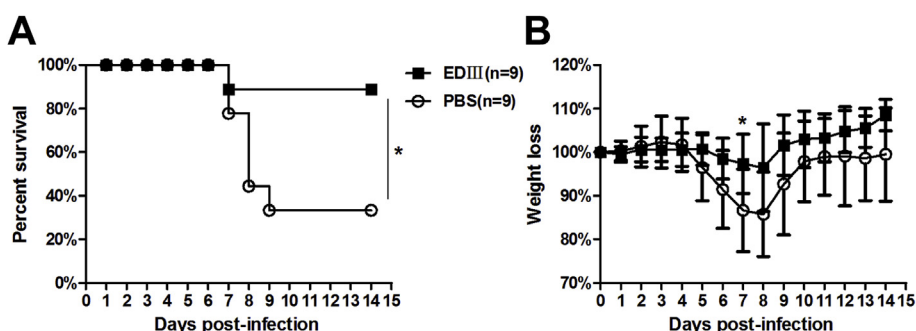 A
B
Percent survival
100%
80%
60%
40%
20%
0%
0 1 2 3 4 5 6 7 8 9 10 11 12 13 14 15
Days post-infection
EDIII(n=9)
PBS(n=9)
*
Weight loss
120%
110%
100%
90%
80%
70%
*
0 1 2 3 4 5 6 7 8 9 10 11 12 13 14 15
Days post-infection